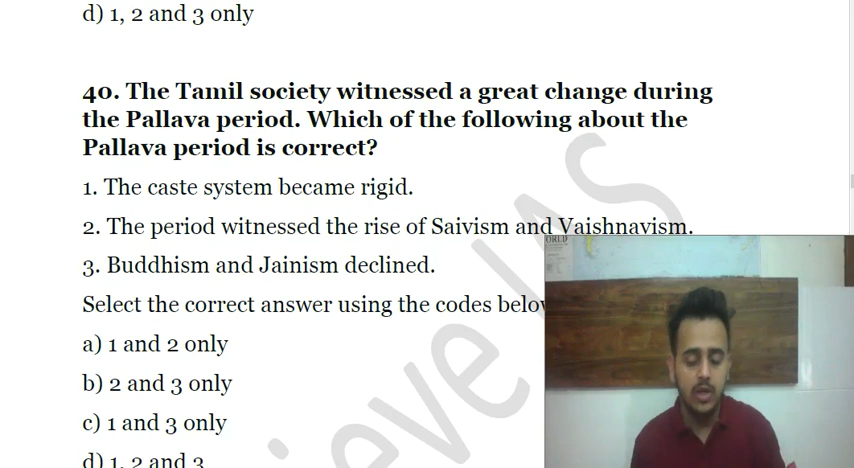 d) 1, 2 and 3 only
40. The Tamil society witnessed a great change during
the Pallava period. Which of the following about the
Pallava period is correct?
1. The caste system became rigid.
2. The period witnessed the rise of Saivism and Vaishnavism.
3. Buddhism and Jainism declined.
Select the correct answer using the codes
a) 1 and 2 only
b) 2 and 3 only
c) 1 and 3 only
d) 1, 2 and 3